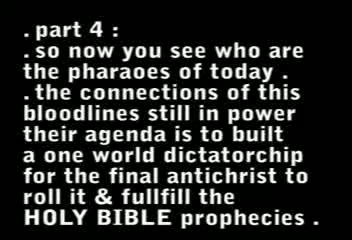 . part 4 :
. so now you see who are
the pharaoes of today .
. the connections of this
bloodlines still in power
their agenda is to built
a one world dictatorchip
for the final antichrist to
roll it & fullfill the
HOLY BIBLE prophecies .